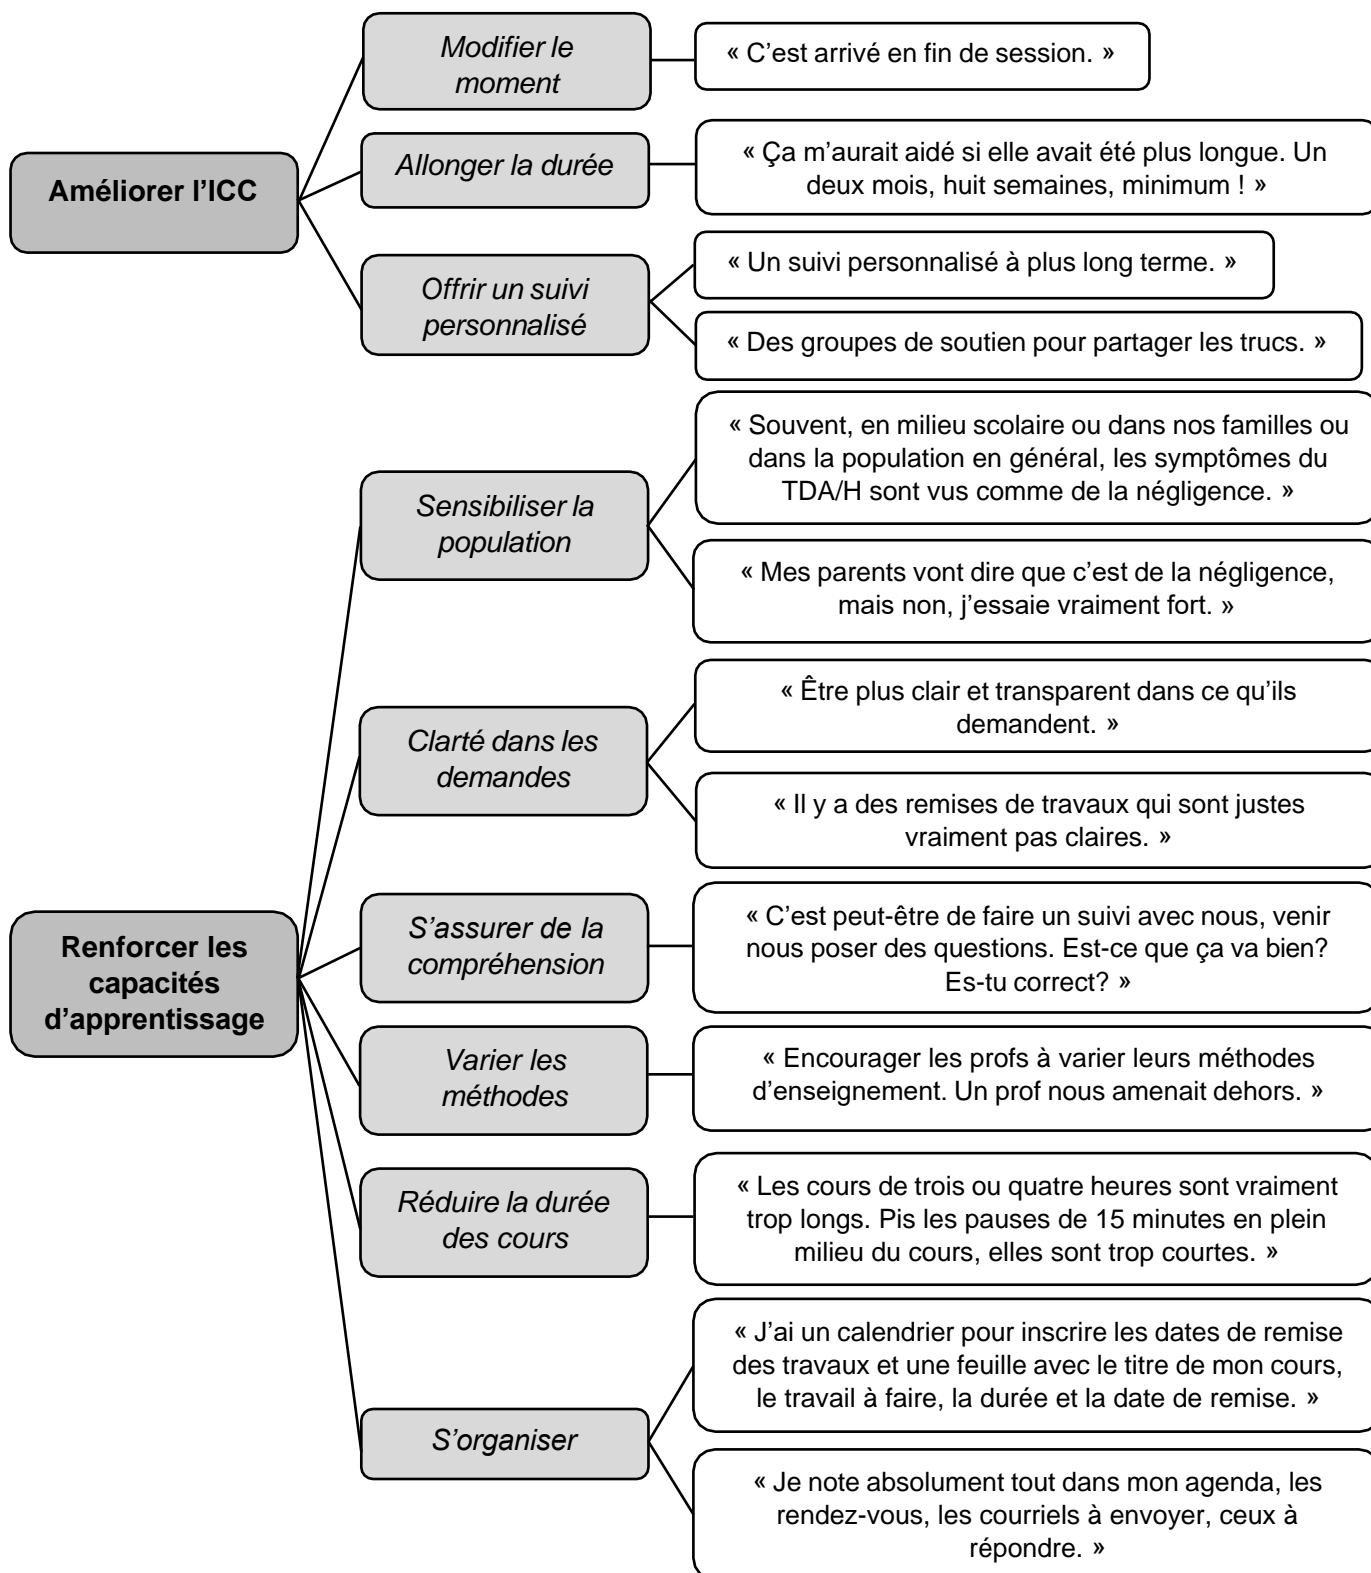 Améliorer l’ICC
Modifier le
moment
« C’est arrivé en fin de session. »
Allonger la durée
« Ça m’aurait aidé si elle avait été plus longue. Un
deux mois, huit semaines, minimum ! »
Offrir un suivi
personnalisé
« Un suivi personnalisé à plus long terme. »
« Des groupes de soutien pour partager les trucs. »
Renforcer les
capacités
d’apprentissage
Sensibiliser la
population
« Souvent, en milieu scolaire ou dans nos familles ou
dans la population en général, les symptômes du
TDA/H sont vus comme de la négligence. »
« Mes parents vont dire que c’est de la négligence,
mais non, j’essaie vraiment fort. »
Clarté dans les
demandes
« Être plus clair et transparent dans ce qu’ils
demandent. »
« Il y a des remises de travaux qui sont justes
vraiment pas claires. »
S’assurer de la
compréhension
« C’est peut-être de faire un suivi avec nous, venir
nous poser des questions. Est-ce que ça va bien?
Es-tu correct? »
Varier les
méthodes
« Encourager les profs à varier leurs méthodes
d’enseignement. Un prof nous amenait dehors. »
Réduire la durée
des cours
« Les cours de trois ou quatre heures sont vraiment
trop longs. Pis les pauses de 15 minutes en plein
milieu du cours, elles sont trop courtes. »
S’organiser
« J’ai un calendrier pour inscrire les dates de remise
des travaux et une feuille avec le titre de mon cours,
le travail à faire, la durée et la date de remise. »
« Je note absolument tout dans mon agenda, les
rendez-vous, les courriels à envoyer, ceux à
répondre. »